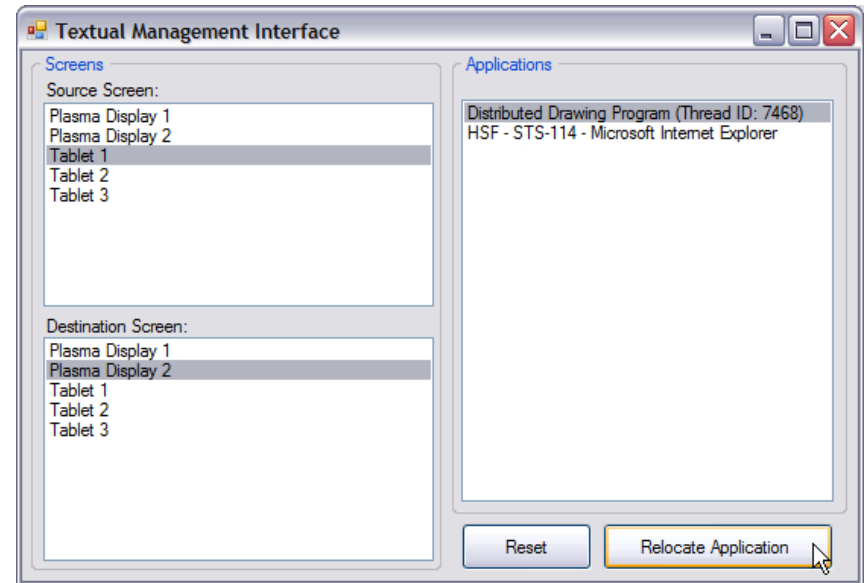 Textual Management Interface
Screens
Source Screen:
Plasma Display 1
Plasma Display 2
Tablet 1
Tablet 2
Tablet 3
Destination Screen:
Plasma Display 1
Plasma Display 2
Tablet 1
Tablet 2
Tablet 3
Applications
Distributed Drawing Program (Thread ID: 7468)
HSF - STS-114 - Microsoft Internet Explorer
Reset
Relocate Application